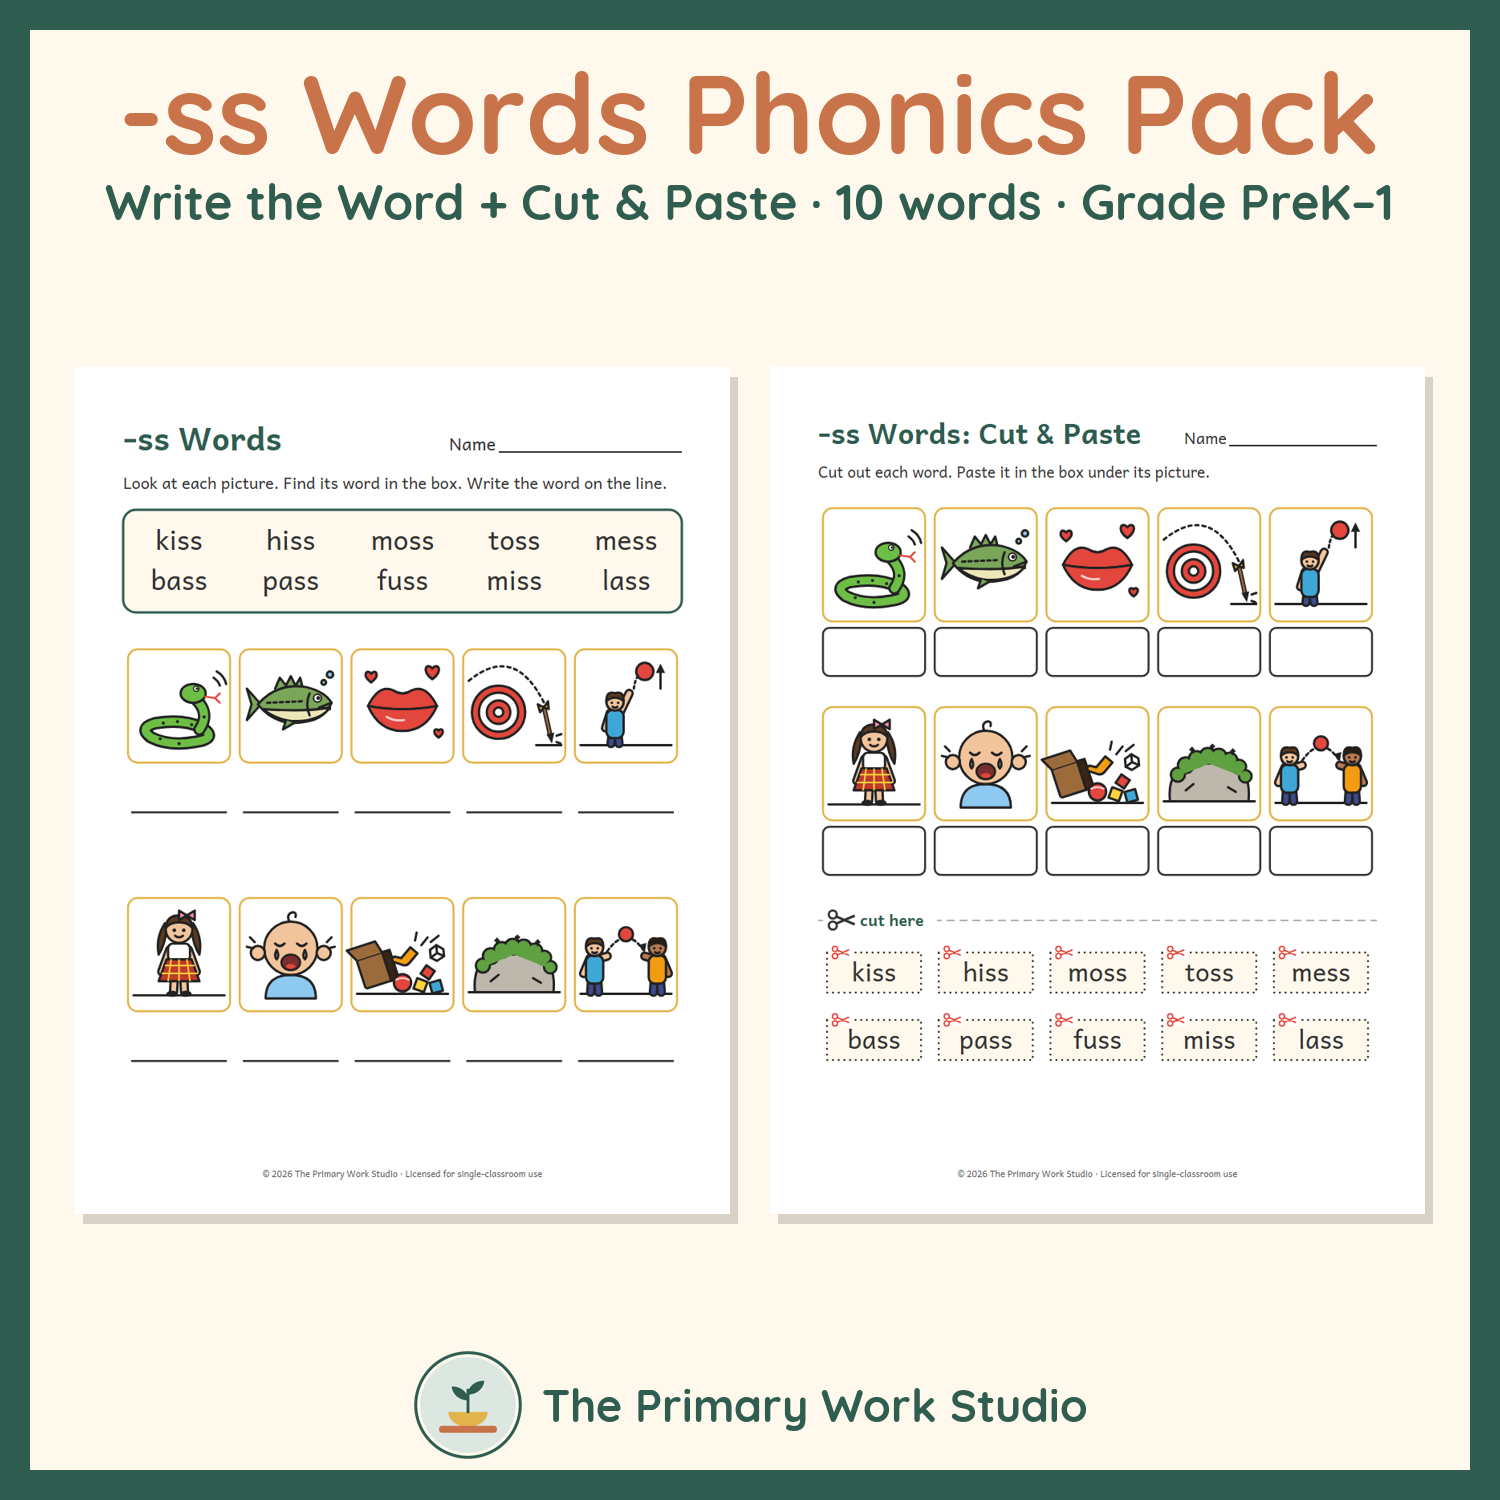 -ss Words Phonics Pack
Write the Word + Cut & Paste · 10 words · Grade PreK–1
-ss Words
Name
Look at each picture. Find its word in the box. Write the word on the line.
kiss hiss moss toss mess
bass pass fuss miss lass
© 2026 The Primary Work Studio · Licensed for single-classroom use
-ss Words: Cut & Paste
Name
Cut out each word. Paste it in the box under its picture.
cut here
kiss hiss moss toss mess
bass pass fuss miss lass
© 2026 The Primary Work Studio · Licensed for single-classroom use
The Primary Work Studio